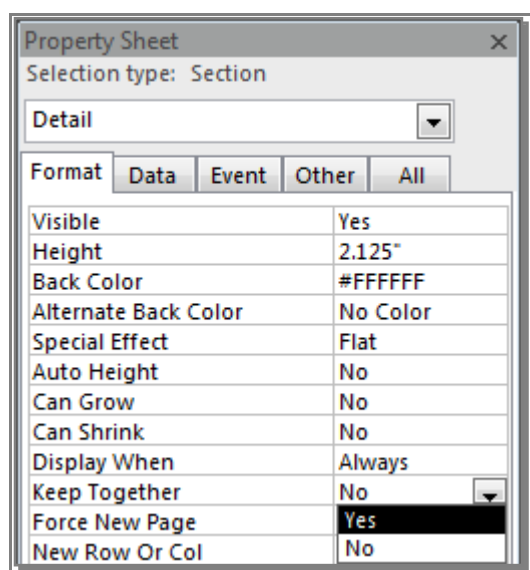 Property Sheet
Selection type: Section
Detail
Format Data Event Other All
Visible Yes
Height 2.125"
Back Color #FFFFFF
Alternate Back Color No Color
Special Effect Flat
Auto Height No
Can Grow No
Can Shrink No
Display When Always
Keep Together No
Force New Page Yes
New Row Or Col No